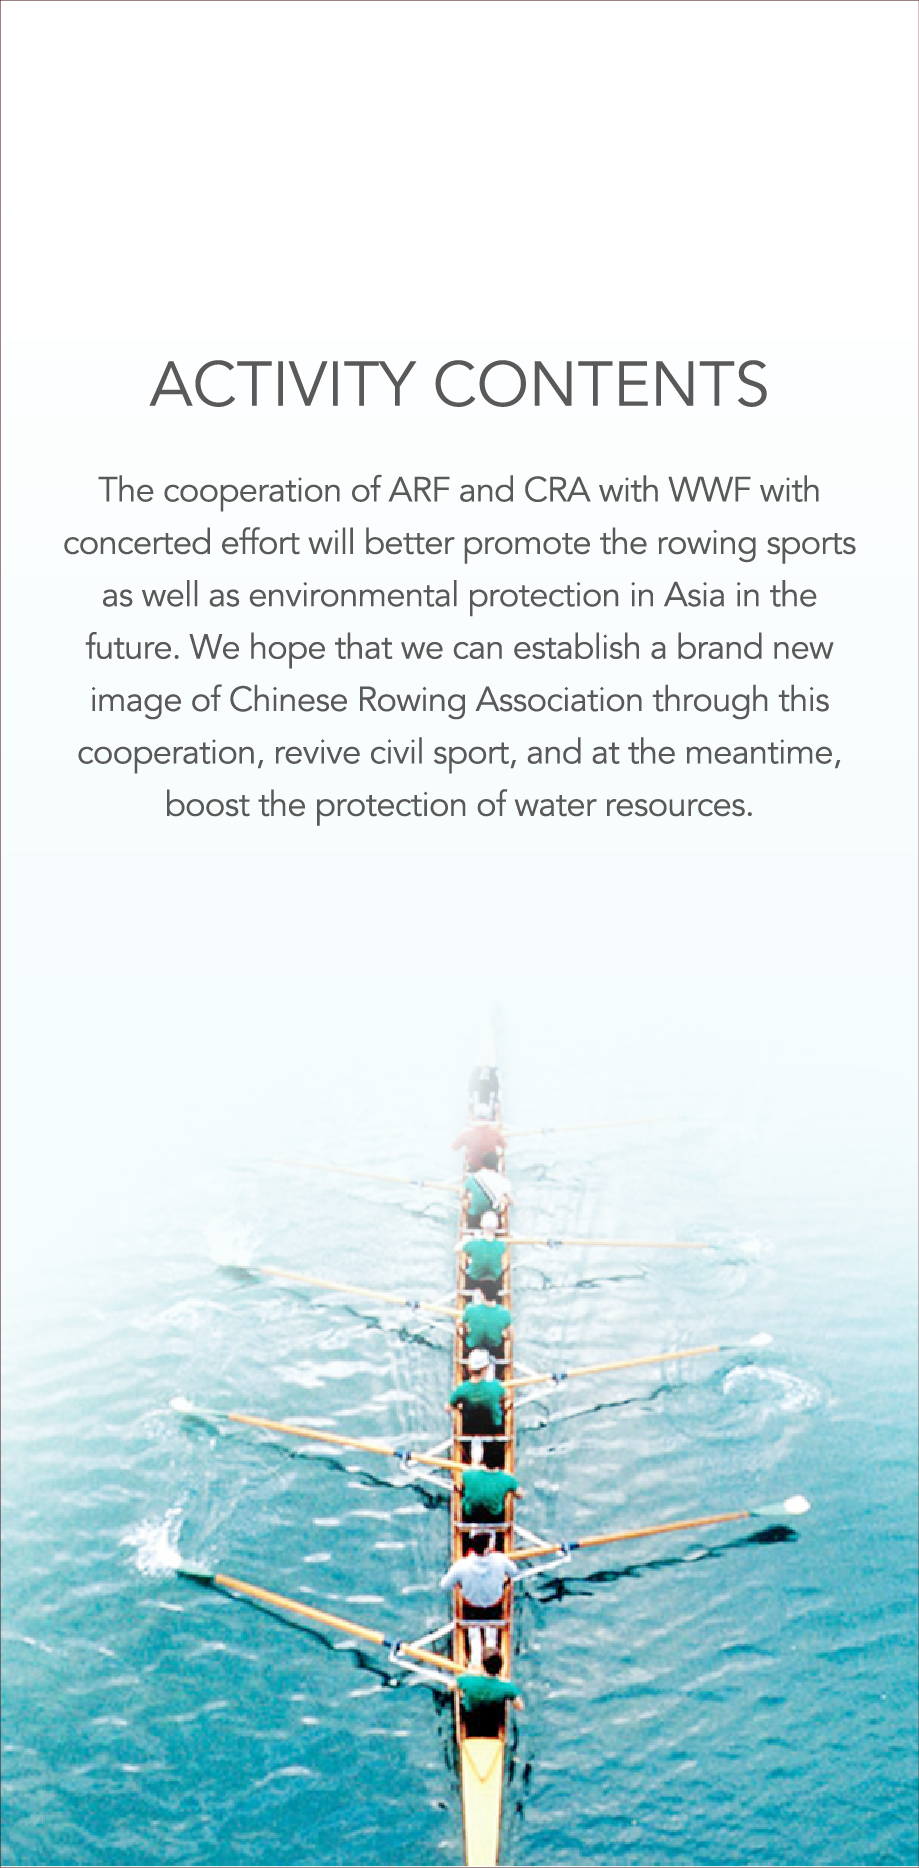 ACTIVITY CONTENTS
The cooperation of ARF and CRA with WWF with
concerted effort will better promote the rowing sports
as well as environmental protection in Asia in the
future. We hope that we can establish a brand new
image of Chinese Rowing Association through this
cooperation, revive civil sport, and at the meantime,
boost the protection of water resources.